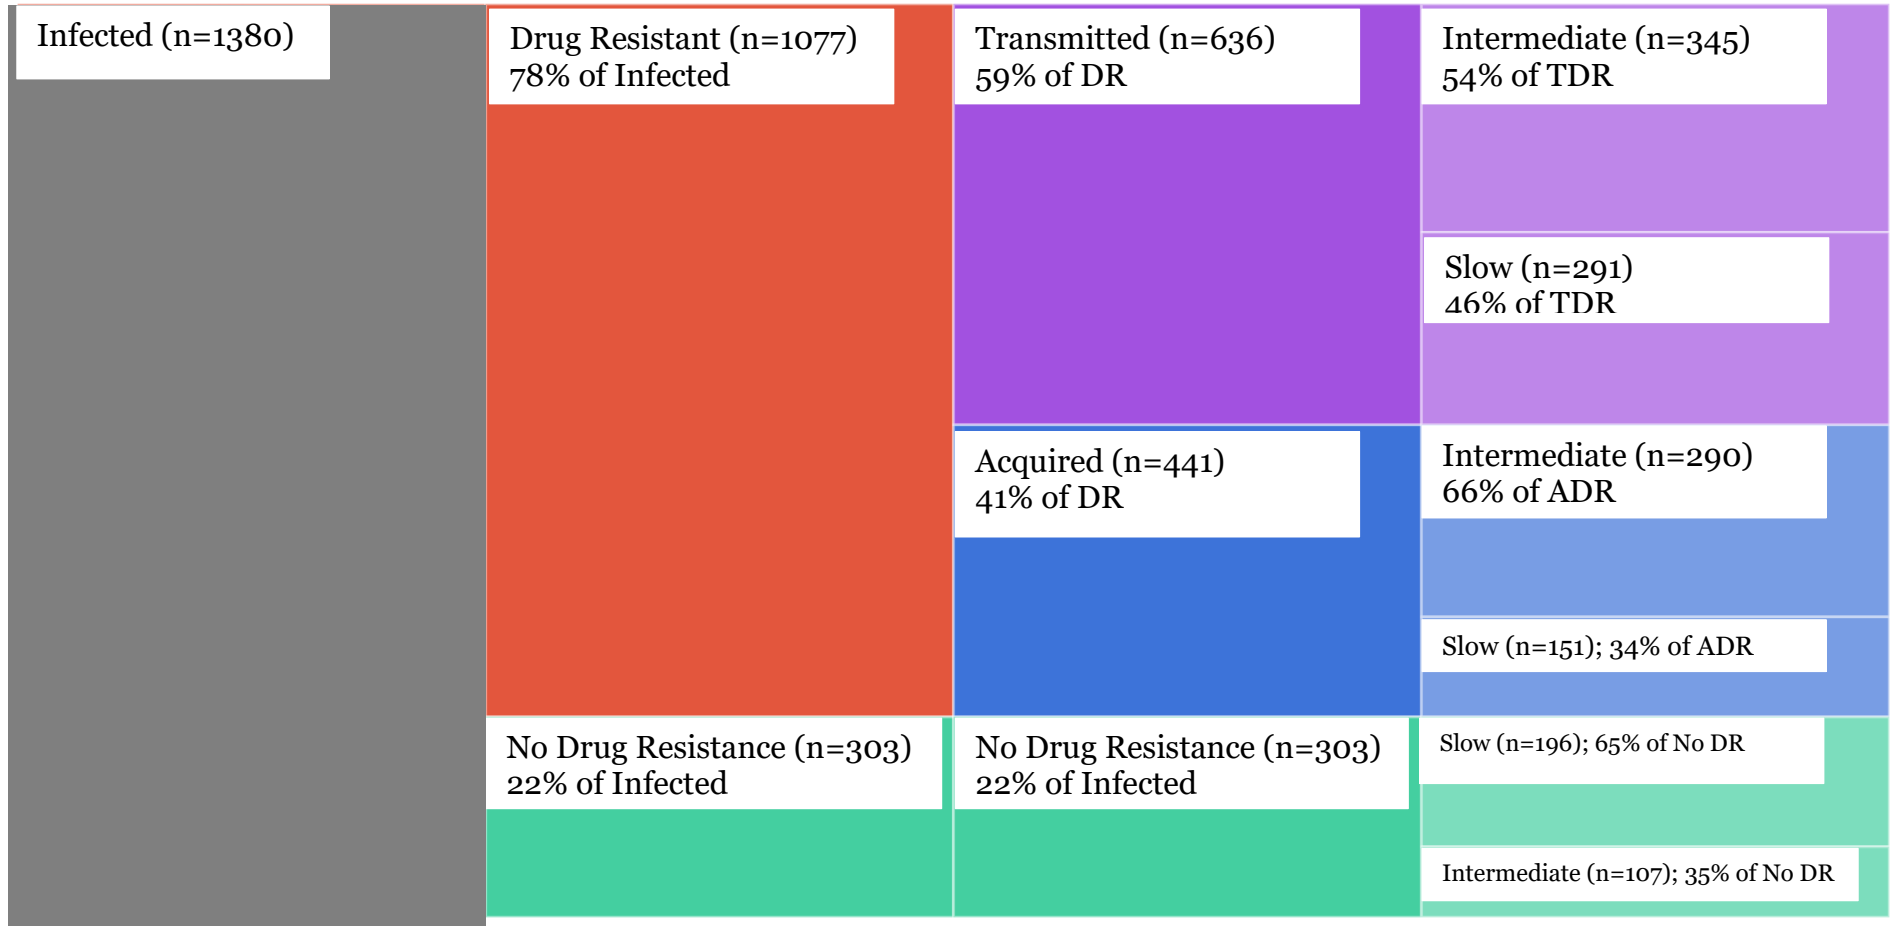 Infected (n=1380)
Drug Resistant (n=1077)
78% of Infected
Transmitted (n=636)
59% of DR
Intermediate (n=345)
54% of TDR
Slow (n=291)
46% of TDR
Acquired (n=441)
41% of DR
Intermediate (n=290)
66% of ADR
Slow (n=151); 34% of ADR
No Drug Resistance (n=303)
22% of Infected
No Drug Resistance (n=303)
22% of Infected
Slow (n=196); 65% of No DR
Intermediate (n=107); 35% of No DR